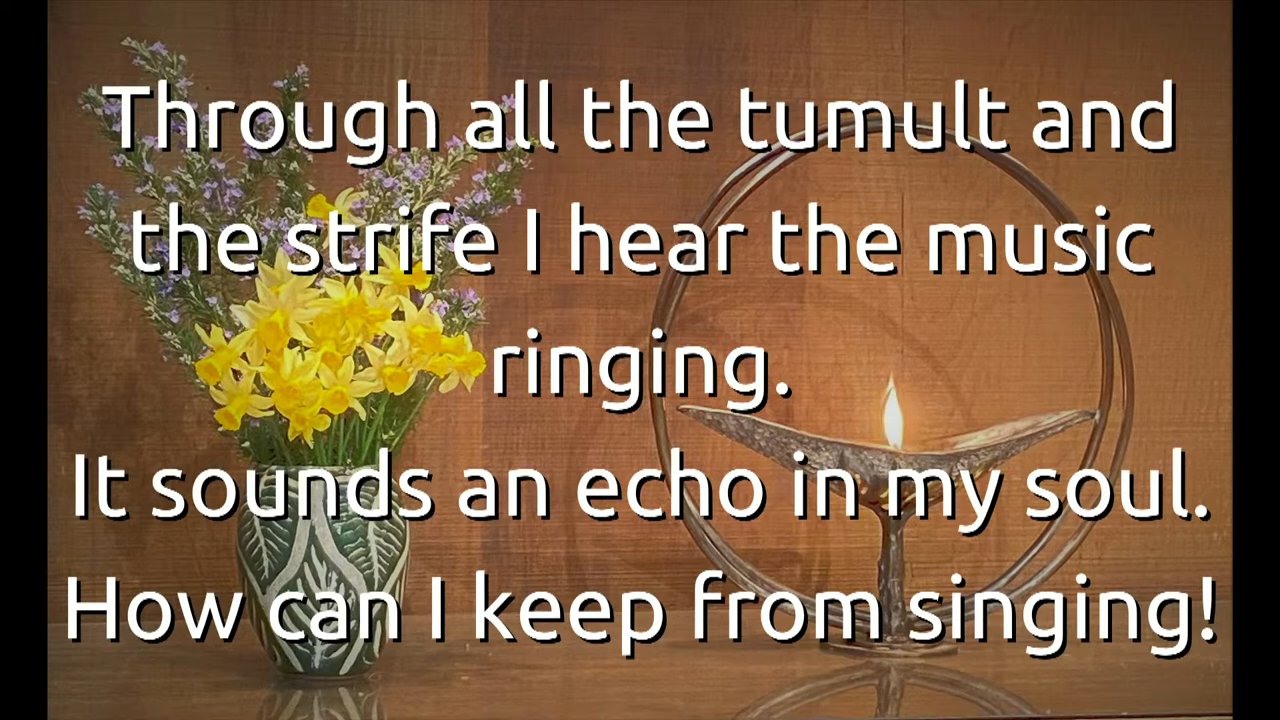 Through all the tumult and
the strife I hear the music
ringing.
It sounds an echo in my soul.
How can I keep from singing!